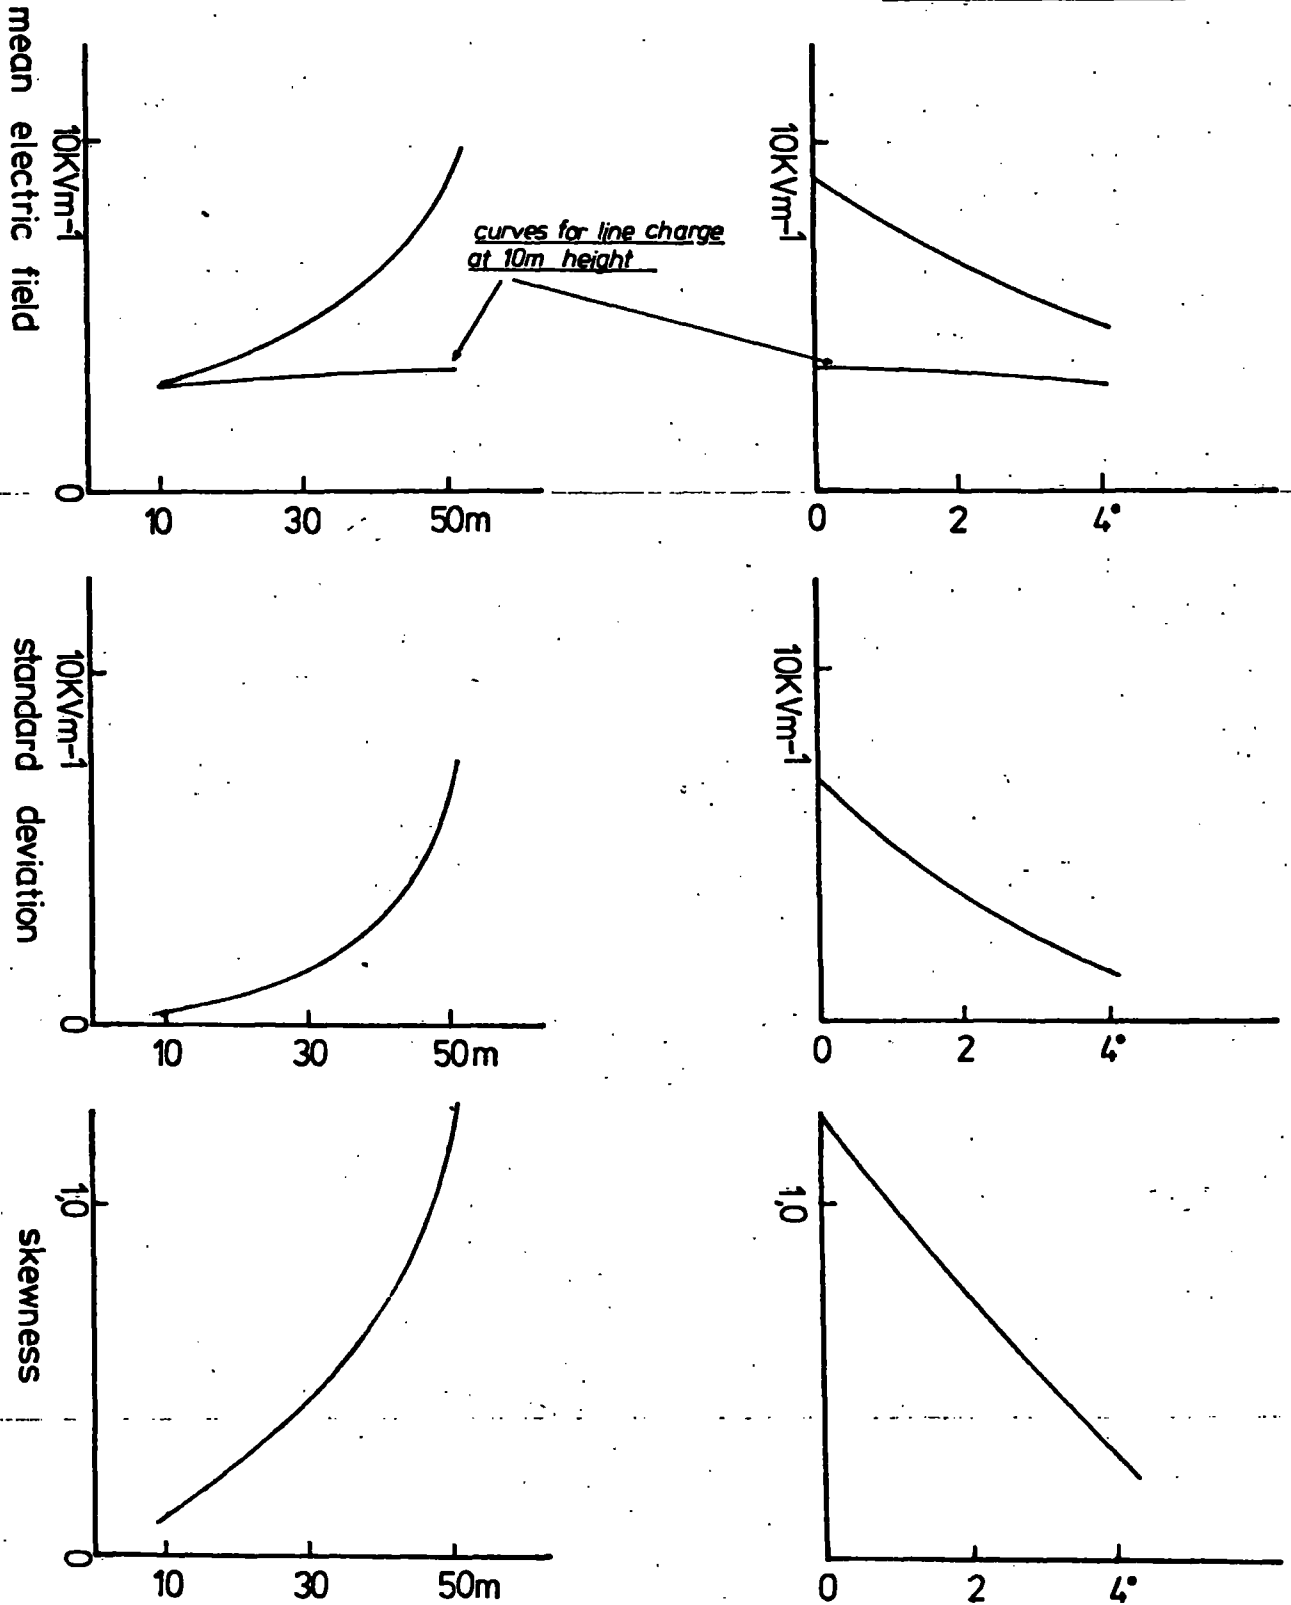 mean electric field
10KVm-1
0
10 30 50m
curves for line charge
at 10m height
10KVm-1
0 2 4°
standard deviation
10KVm-1
0
10 30 50m
10KVm-1
0 2 4°
skewness
1,0
0
10 30 50m
1,0
0 2 4°